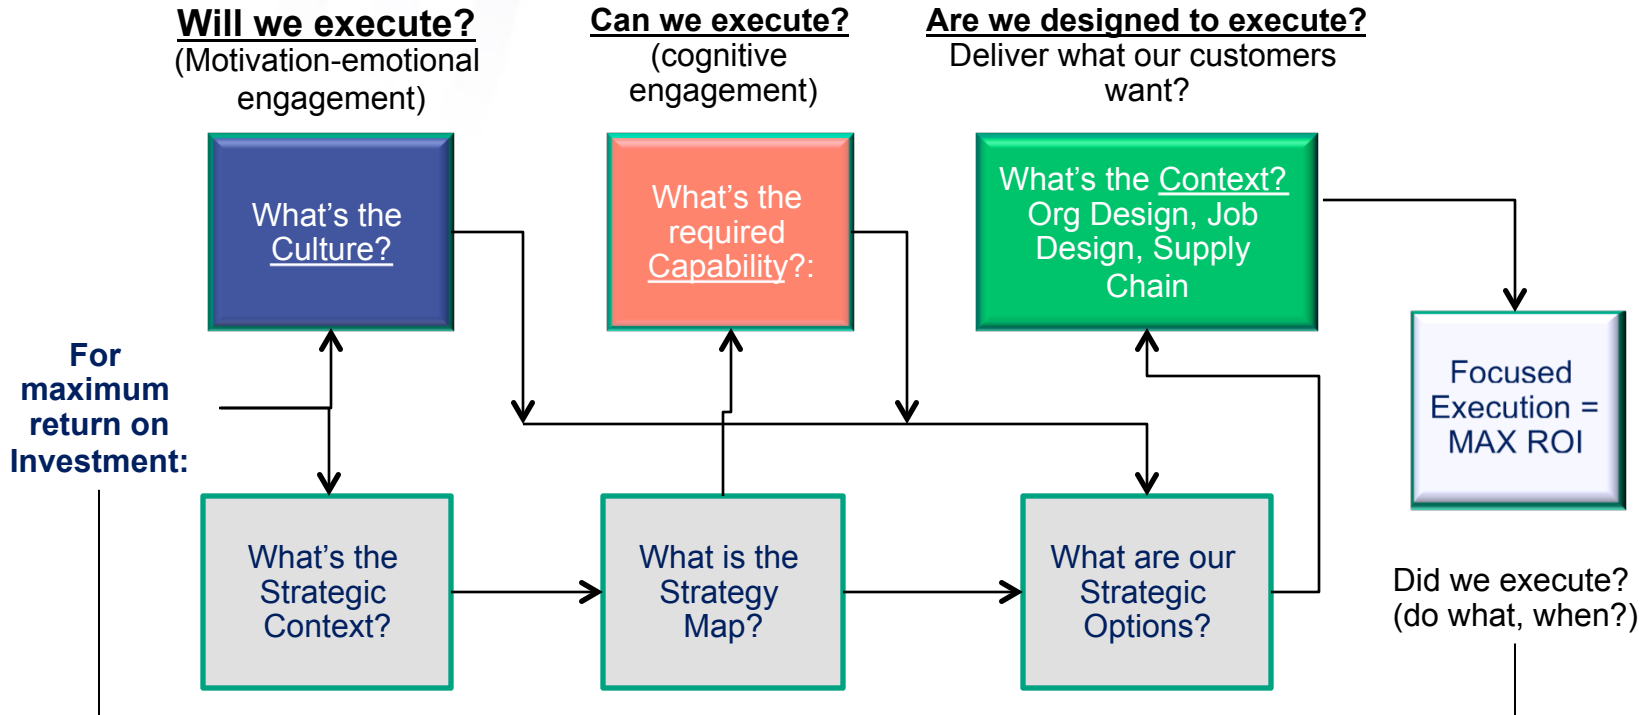 Will we execute?
(Motivation-emotional
engagement)
Can we execute?
(cognitive
engagement)
Are we designed to execute?
Deliver what our customers
want?
What’s the
Culture?
What’s the
required
Capability?:
What’s the Context?
Org Design, Job
Design, Supply
Chain
For
maximum
return on
Investment:
Focused
Execution =
MAX ROI
What’s the
Strategic
Context?
What is the
Strategy
Map?
What are our
Strategic
Options?
Did we execute?
(do what, when?)